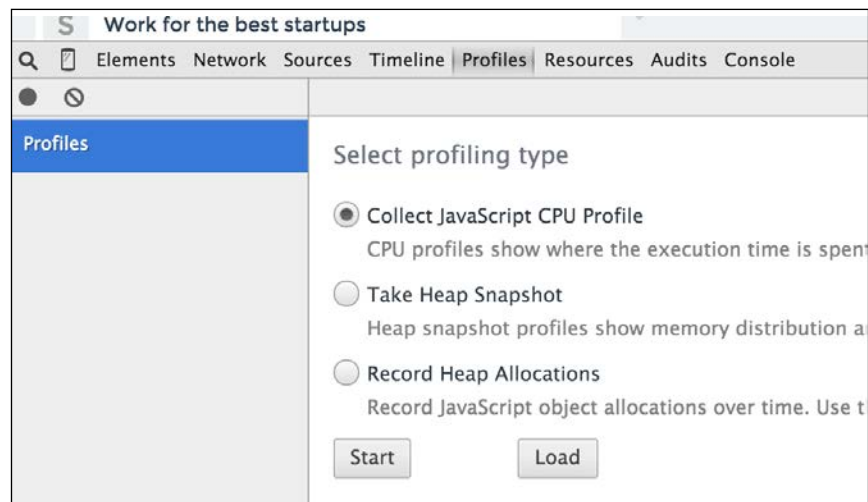 S Work for the best startups
Elements Network Sources Timeline Profiles Resources Audits Console
Profiles
Select profiling type
Collect JavaScript CPU Profile
CPU profiles show where the execution time is spent
Take Heap Snapshot
Heap snapshot profiles show memory distribution a
Record Heap Allocations
Record JavaScript object allocations over time. Use t
Start Load